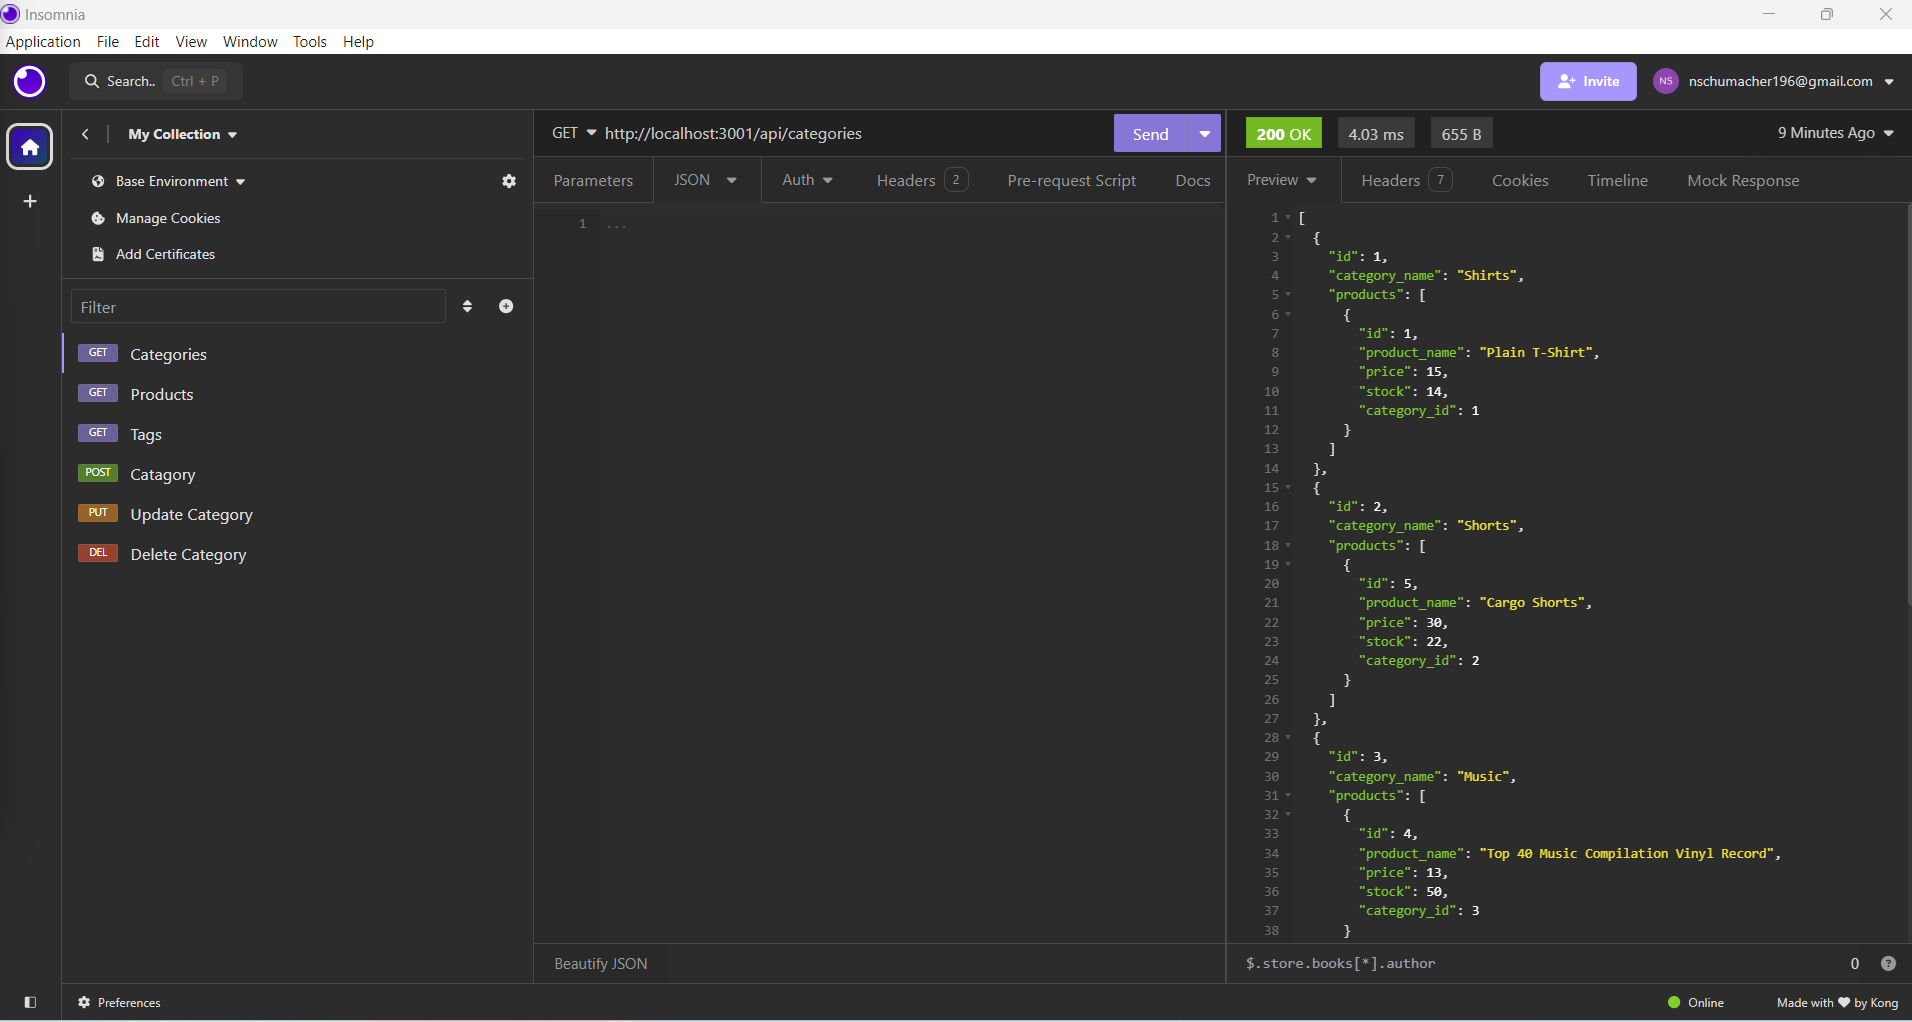 Insomnia
Application File Edit View Window Tools Help
Search.. Ctrl + P
Invite
NS nschumacher196@gmail.com
My Collection
Base Environment
Manage Cookies
Add Certificates
Filter
GET Categories
GET Products
GET Tags
POST Catagory
PUT Update Category
DEL Delete Category
GET http://localhost:3001/api/categories
Send
Parameters JSON Auth Headers 2 Pre-request Script Docs
1 ...
Beautify JSON
200 OK 4.03 ms 655 B 9 Minutes Ago
Preview Headers 7 Cookies Timeline Mock Response
1 [
2 {
3 "id": 1,
4 "category_name": "Shirts",
5 "products": [
6 {
7 "id": 1,
8 "product_name": "Plain T-Shirt",
9 "price": 15,
10 "stock": 14,
11 "category_id": 1
12 }
13 ]
14 },
15 {
16 "id": 2,
17 "category_name": "Shorts",
18 "products": [
19 {
20 "id": 5,
21 "product_name": "Cargo Shorts",
22 "price": 30,
23 "stock": 22,
24 "category_id": 2
25 }
26 ]
27 },
28 {
29 "id": 3,
30 "category_name": "Music",
31 "products": [
32 {
33 "id": 4,
34 "product_name": "Top 40 Music Compilation Vinyl Record",
35 "price": 13,
36 "stock": 50,
37 "category_id": 3
38 }
$.store.books[*].author 0 ?
Preferences
Online
Made with ♥ by Kong